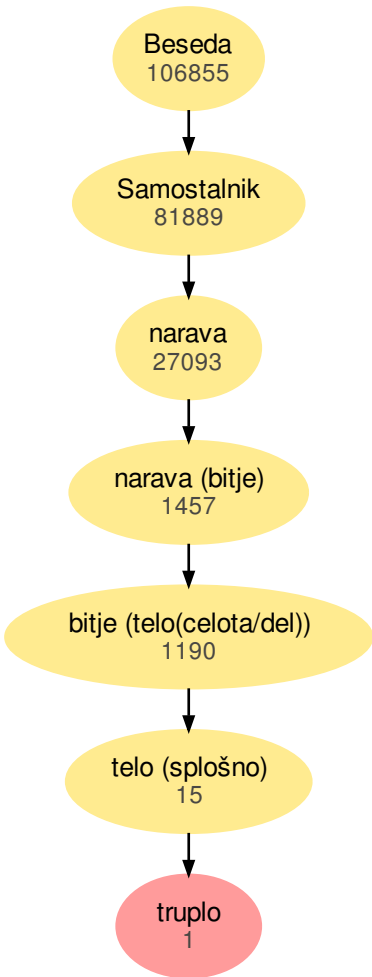 Beseda
106855
Samostalnik
81889
narava
27093
narava (bitje)
1457
bitje (telo(celota/del))
1190
telo (splošno)
15
truplo
1